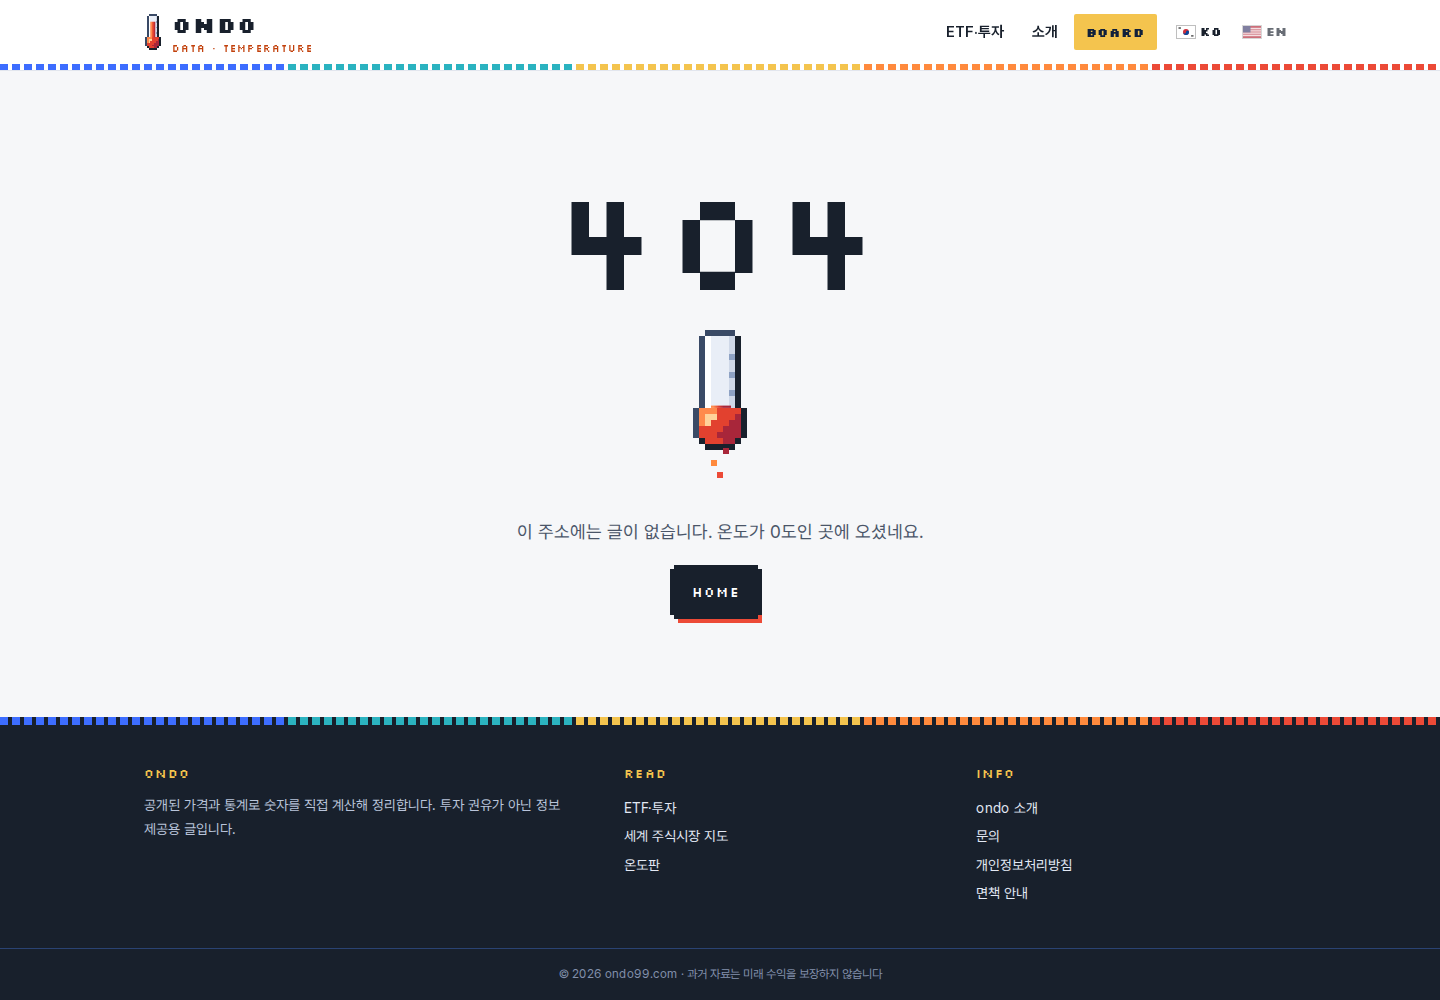 ONDO
DATA · TEMPERATURE
ETF·투자
소개
BOARD
KO
EN
404
이 주소에는 글이 없습니다. 온도가 0도인 곳에 오셨네요.
HOME
ONDO
공개된 가격과 통계로 숫자를 직접 계산해 정리합니다. 투자 권유가 아닌 정보
제공용 글입니다.
READ
ETF·투자
세계 주식시장 지도
온도판
INFO
ondo 소개
문의
개인정보처리방침
면책 안내
© 2026 ondo99.com · 과거 자료는 미래 수익을 보장하지 않습니다